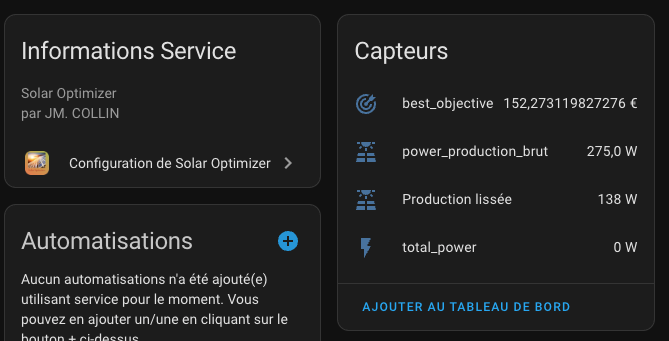 Informations Service
Solar Optimizer
par JM. COLLIN
Configuration de Solar Optimizer
Automatisations
Aucun automatisations n'a été ajouté(e)
utilisant service pour le moment. Vous
pouvez en ajouter un/une en cliquant sur le
bouton + ci-dessus.
Capteurs
best_objective 152,273119827276 €
power_production_brut 275,0 W
Production lissée 138 W
total_power 0 W
AJOUTER AU TABLEAU DE BORD